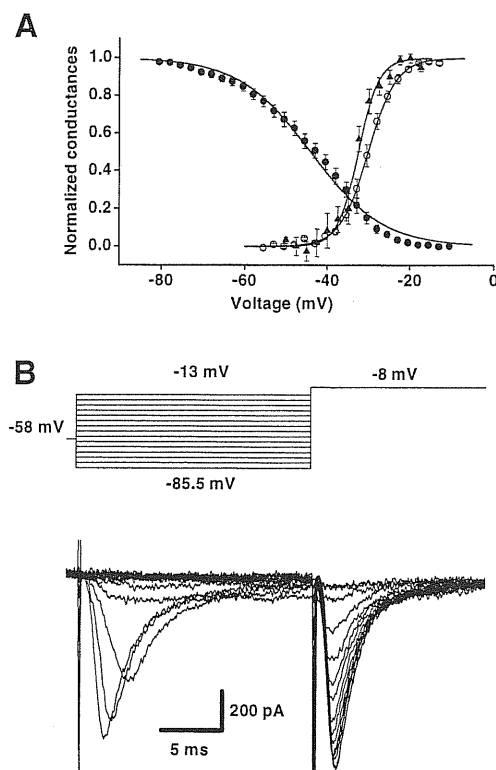 A
Normalized conductances
1.0
0.8
0.6
0.4
0.2
0.0
-80
-60
-40
-20
0
Voltage (mV)
B
-13 mV
-8 mV
-58 mV
-85.5 mV
200 pA
5 ms